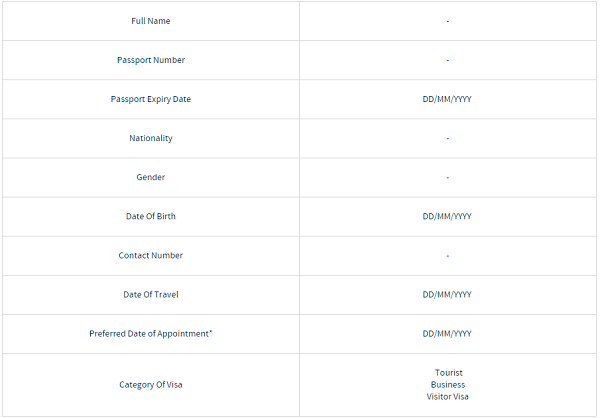 Full Name -
Passport Number -
Passport Expiry Date DD/MM/YYYY
Nationality -
Gender -
Date Of Birth DD/MM/YYYY
Contact Number -
Date Of Travel DD/MM/YYYY
Preferred Date of Appointment* DD/MM/YYYY
Category Of Visa
Tourist
Business
Visitor Visa